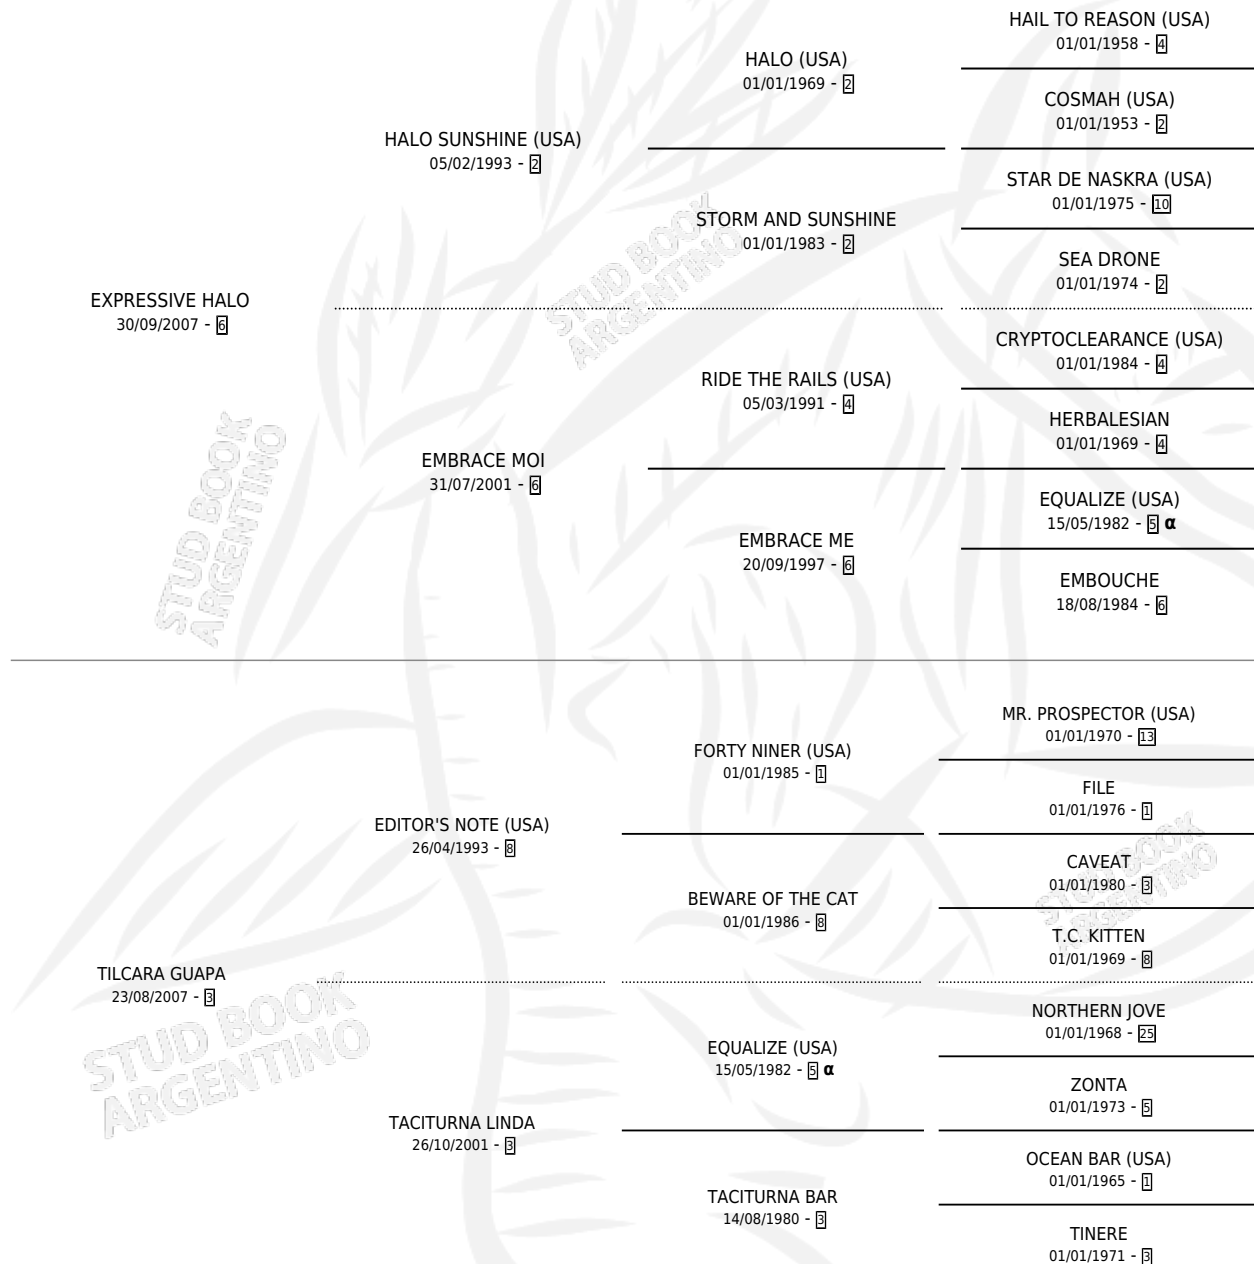 HAIL TO REASON (USA)
01/01/1958 - 4
HALO (USA)
01/01/1969 - 2
COSMAH (USA)
01/01/1953 - 2
HALO SUNSHINE (USA)
05/02/1993 - 2
STAR DE NASKRA (USA)
01/01/1975 - 10
STORM AND SUNSHINE
01/01/1983 - 2
SEA DRONE
01/01/1974 - 2
EXPRESSIVE HALO
30/09/2007 - 6
CRYPTOCLEARANCE (USA)
01/01/1984 - 4
RIDE THE RAILS (USA)
05/03/1991 - 4
HERBALESIAN
01/01/1969 - 4
EMBRACE MOI
31/07/2001 - 6
EQUALIZE (USA)
15/05/1982 - 5 α
EMBRACE ME
20/09/1997 - 6
EMBOUCHE
18/08/1984 - 6
MR. PROSPECTOR (USA)
01/01/1970 - 13
FORTY NINER (USA)
01/01/1985 - 1
FILE
01/01/1976 - 1
EDITOR'S NOTE (USA)
26/04/1993 - 8
CAVEAT
01/01/1980 - 3
BEWARE OF THE CAT
01/01/1986 - 8
T.C. KITTEN
01/01/1969 - 8
TILCARA GUAPA
23/08/2007 - 3
NORTHERN JOVE
01/01/1968 - 25
EQUALIZE (USA)
15/05/1982 - 5 α
ZONTA
01/01/1973 - 5
TACITURNA LINDA
26/10/2001 - 3
OCEAN BAR (USA)
01/01/1965 - 1
TACITURNA BAR
14/08/1980 - 3
TINERE
01/01/1971 - 3
STUD BOOK
ARGENTINO
STUD BOOK
ARGENTINO
STUD BOOK
ARGENTINO
STUD BOOK
ARGENTINO